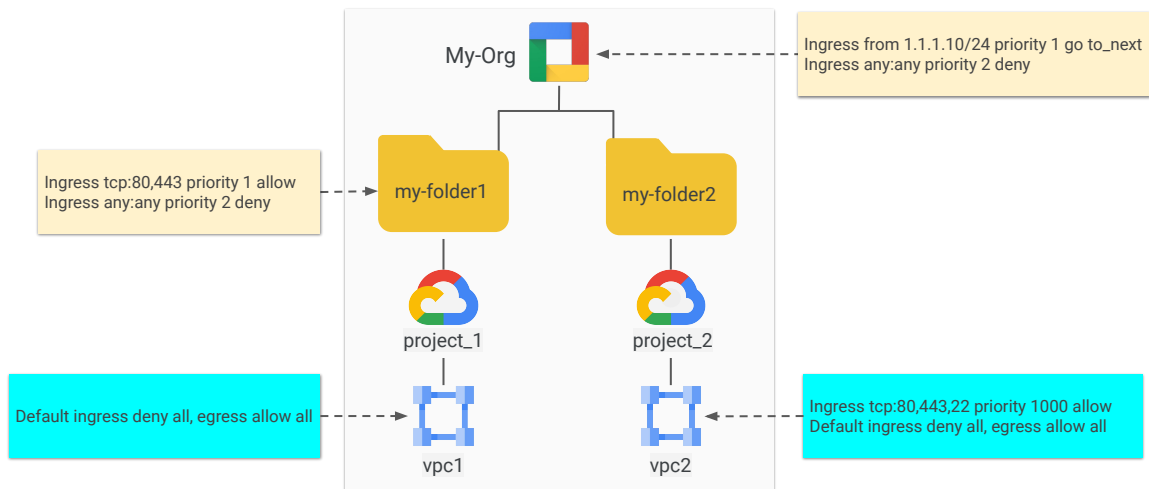 My-Org
Ingress from 1.1.1.10/24 priority 1 go to_next
Ingress any:any priority 2 deny
Ingress tcp:80,443 priority 1 allow
Ingress any:any priority 2 deny
my-folder1
my-folder2
project_1
project_2
Default ingress deny all, egress allow all
Ingress tcp:80,443,22 priority 1000 allow
Default ingress deny all, egress allow all
vpc1
vpc2